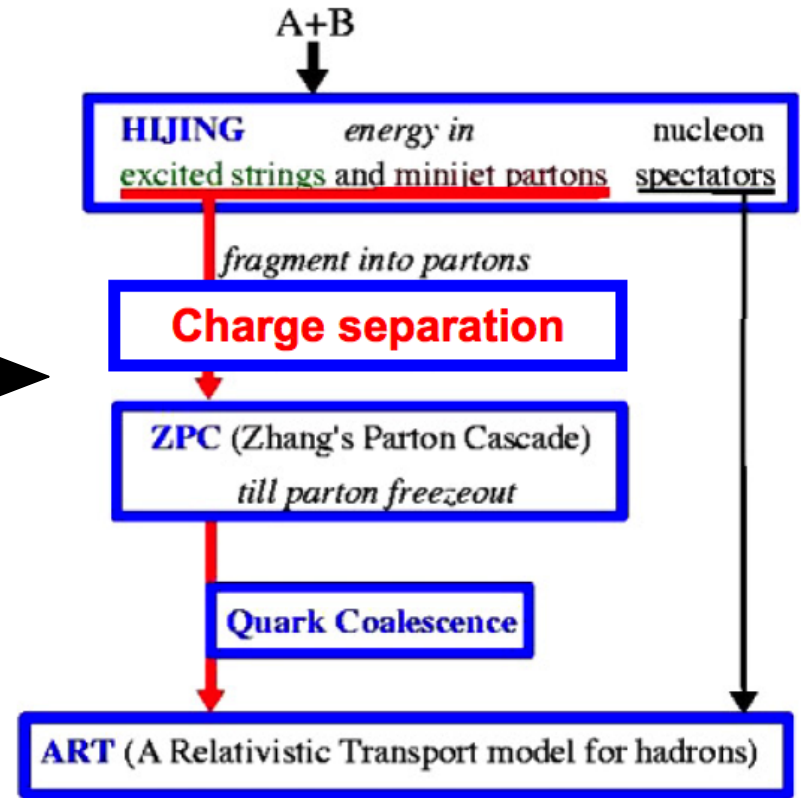 A+B
HIJING energy in nucleon
excited strings and minijet partons spectators
fragment into partons
Charge separation
ZPC (Zhang's Parton Cascade)
till parton freezeout
Quark Coalescence
ART (A Relativistic Transport model for hadrons)